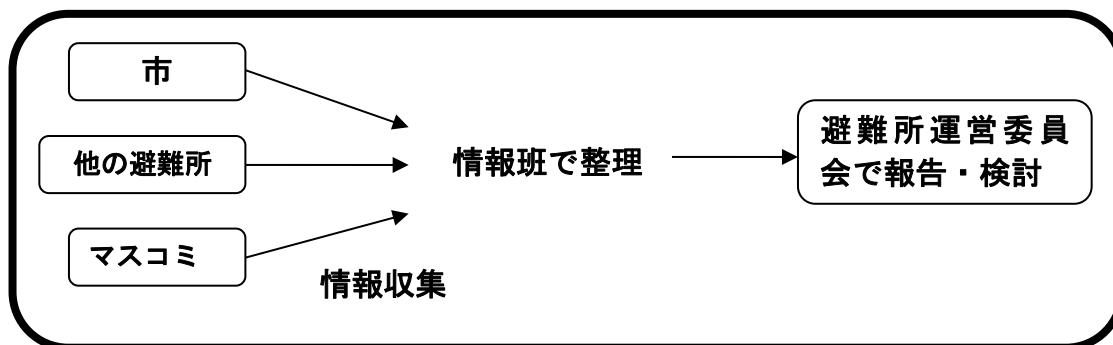 市
他の避難所
マスコミ
情報収集
情報班で整理
避難所運営委員
会で報告・検討